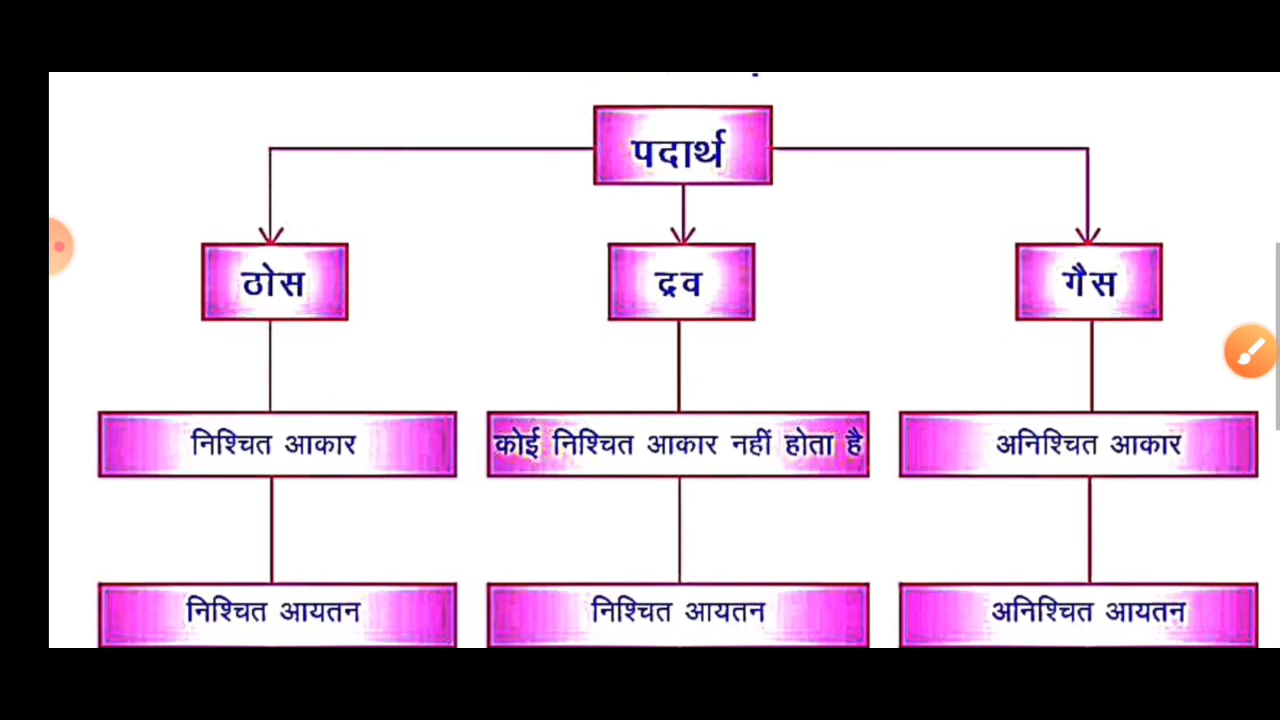 पदार्थ
ठोस
द्रव
गैस
निश्चित आकार
कोई निश्चित आकार नहीं होता है
अनिश्चित आकार
निश्चित आयतन
निश्चित आयतन
अनिश्चित आयतन